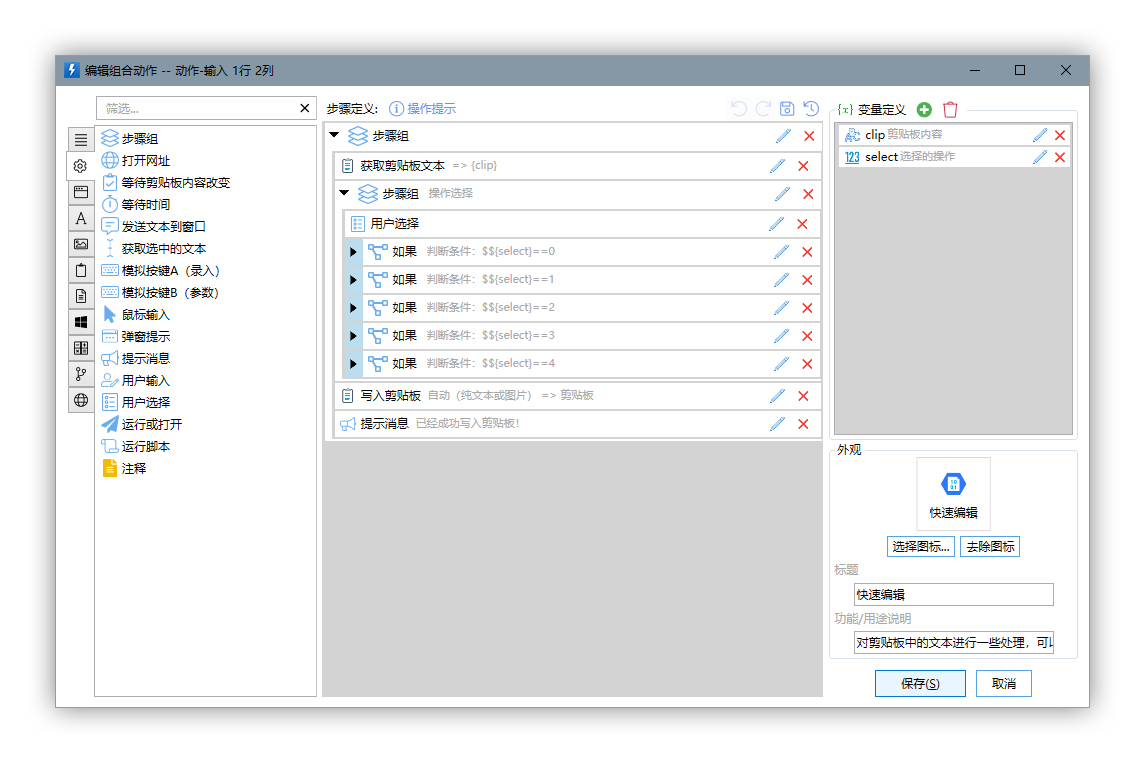 编辑组合动作 -- 动作-输入 1行 2列
筛选...
步骤组
打开网址
等待剪贴板内容改变
等待时间
发送文本到窗口
获取选中的文本
模拟按键A（录入）
模拟按键B（参数）
鼠标输入
弹窗提示
提示消息
用户输入
用户选择
运行或打开
运行脚本
注释
步骤定义: 操作提示
步骤组
获取剪贴板文本 => {clip}
步骤组 操作选择
用户选择
如果 判断条件: $${select}==0
如果 判断条件: $${select}==1
如果 判断条件: $${select}==2
如果 判断条件: $${select}==3
如果 判断条件: $${select}==4
写入剪贴板 自动（纯文本或图片） => 剪贴板
提示消息 已经成功写入剪贴板!
{x} 变量定义
clip 剪贴板内容
123 select 选择的操作
外观
快速编辑
选择图标... 去除图标
标题
快速编辑
功能/用途说明
对剪贴板中的文本进行一些处理，可
保存(S) 取消